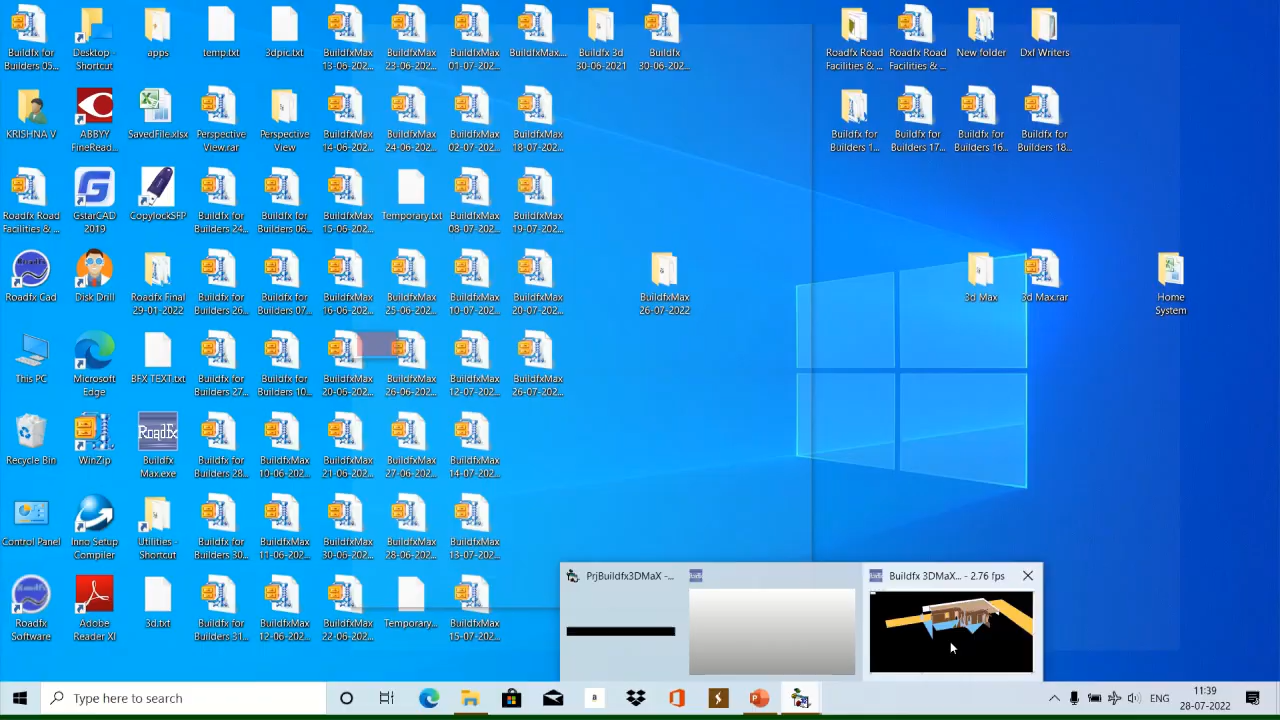 Buildfx for Builders 05...
Desktop - Shortcut
apps
temp.txt
3dpic.txt
BuildfxMax 13-06-202...
BuildfxMax 23-06-202...
BuildfxMax 01-07-202...
BuildfxMax....
Buildfx 3d 30-06-2021
Buildfx 30-06-202...
Roadfx Road Facilities & ...
Roadfx Road Facilities & ...
New folder
Dxf Writers
KRISHNA V
ABBYY FineRead...
SavedFile.xlsx
Perspective View.rar
Perspective View
BuildfxMax 14-06-202...
BuildfxMax 24-06-202...
BuildfxMax 02-07-202...
BuildfxMax 18-07-202...
Buildfx for Builders 1...
Buildfx for Builders 17...
Buildfx for Builders 16...
Buildfx for Builders 18...
Roadfx Road Facilities & ...
GstarCAD 2019
CopylockSFP
Buildfx for Builders 24...
Buildfx for Builders 06...
BuildfxMax 15-06-202...
Temporary.txt
BuildfxMax 08-07-202...
BuildfxMax 19-07-202...
Roadfx Cad
Disk Drill
Roadfx Final 29-01-2022
Buildfx for Builders 26...
Buildfx for Builders 07...
BuildfxMax 16-06-202...
BuildfxMax 25-06-202...
BuildfxMax 10-07-202...
BuildfxMax 20-07-202...
BuildfxMax 26-07-2022
3d Max
3d Max.rar
Home System
This PC
Microsoft Edge
BFX TEXT.txt
Buildfx for Builders 27...
Buildfx for Builders 10...
BuildfxMax 20-06-202...
BuildfxMax 26-06-202...
BuildfxMax 12-07-202...
BuildfxMax 26-07-202...
Recycle Bin
WinZip
RoadFx
Buildfx Max.exe
Buildfx for Builders 28...
BuildfxMax 10-06-202...
BuildfxMax 21-06-202...
BuildfxMax 27-06-202...
BuildfxMax 14-07-202...
Control Panel
Inno Setup Compiler
Utilities - Shortcut
Buildfx for Builders 30...
BuildfxMax 11-06-202...
BuildfxMax 30-06-202...
BuildfxMax 28-06-202...
BuildfxMax 13-07-202...
Roadfx Software
Adobe Reader XI
3d.txt
Buildfx for Builders 31...
BuildfxMax 12-06-202...
BuildfxMax 22-06-202...
Temporary...
BuildfxMax 15-07-202...
PrjBuildfx3DMaX -...
Buildfx 3DMaX... - 2.76 fps
Type here to search
ENG
11:39
28-07-2022